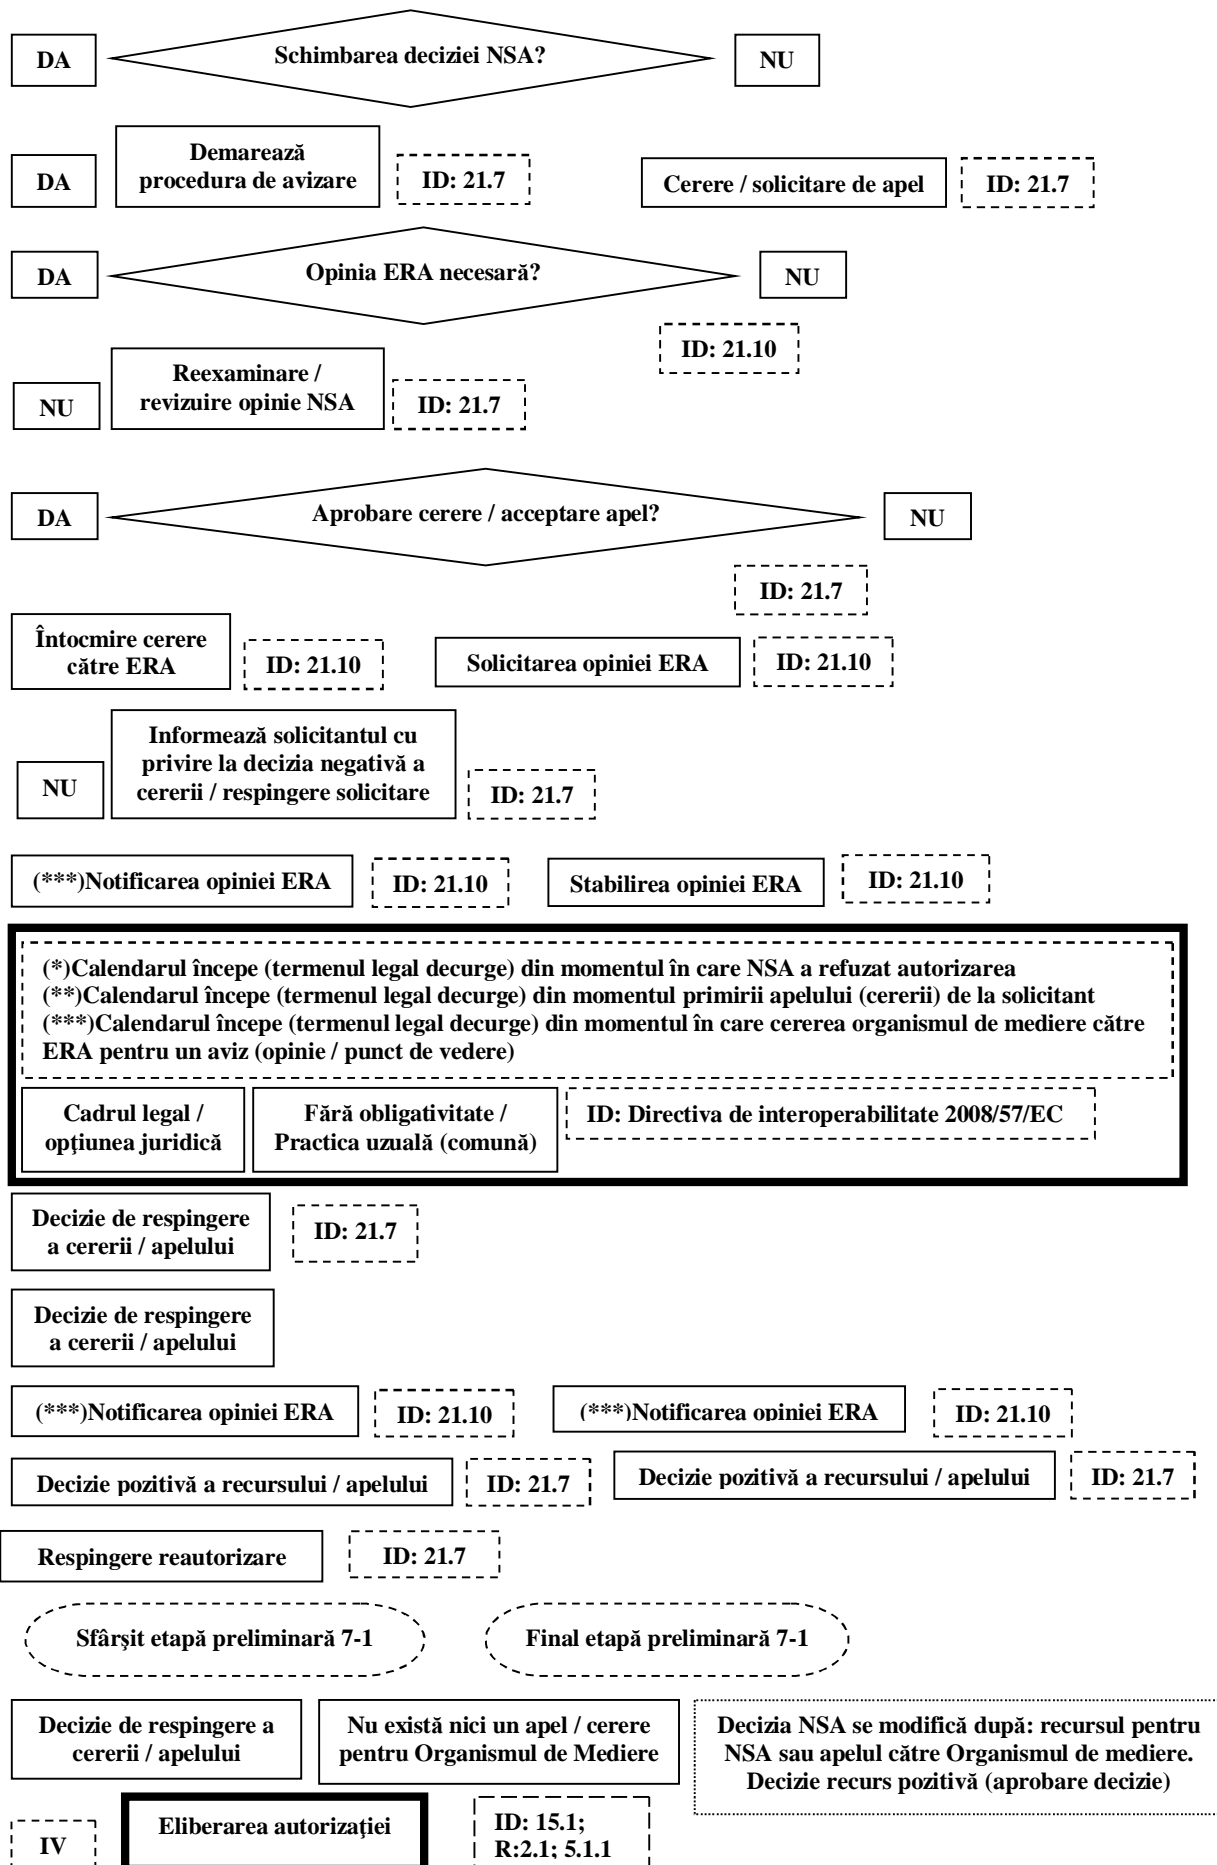 DA
Schimbarea deciziei NSA?
NU
DA
Demarează
procedura de avizare
ID: 21.7
Cerere / solicitare de apel
ID: 21.7
DA
Opinia ERA necesară?
NU
ID: 21.10
NU
Reexaminare /
revizuire opinie NSA
ID: 21.7
DA
Aprobare cerere / acceptare apel?
NU
ID: 21.7
Întocmire cerere
către ERA
ID: 21.10
Solicitarea opiniei ERA
ID: 21.10
NU
Informează solicitantul cu
privire la decizia negativă a
cererii / respingere solicitare
ID: 21.7
(***)Notificarea opiniei ERA
ID: 21.10
Stabilirea opiniei ERA
ID: 21.10
(*)Calendarul începe (termenul legal decurge) din momentul în care NSA a refuzat autorizarea
(**)Calendarul începe (termenul legal decurge) din momentul primirii apelului (cererii) de la solicitant
(***)Calendarul începe (termenul legal decurge) din momentul în care cererea organismul de mediere către
ERA pentru un aviz (opinie / punct de vedere)
Cadrul legal /
opţiunea juridică
Fără obligativitate /
Practica uzuală (comună)
ID: Directiva de interoperabilitate 2008/57/EC
Decizie de respingere
a cererii / apelului
ID: 21.7
Decizie de respingere
a cererii / apelului
(***)Notificarea opiniei ERA
ID: 21.10
(***)Notificarea opiniei ERA
ID: 21.10
Decizie pozitivă a recursului / apelului
ID: 21.7
Decizie pozitivă a recursului / apelului
ID: 21.7
Respingere reautorizare
ID: 21.7
Sfârşit etapă preliminară 7-1
Final etapă preliminară 7-1
Decizie de respingere a
cererii / apelului
Nu există nici un apel / cerere
pentru Organismul de Mediere
Decizia NSA se modifică după: recursul pentru
NSA sau apelul către Organismul de mediere.
Decizie recurs pozitivă (aprobare decizie)
IV
Eliberarea autorizaţiei
ID: 15.1;
R:2.1; 5.1.1